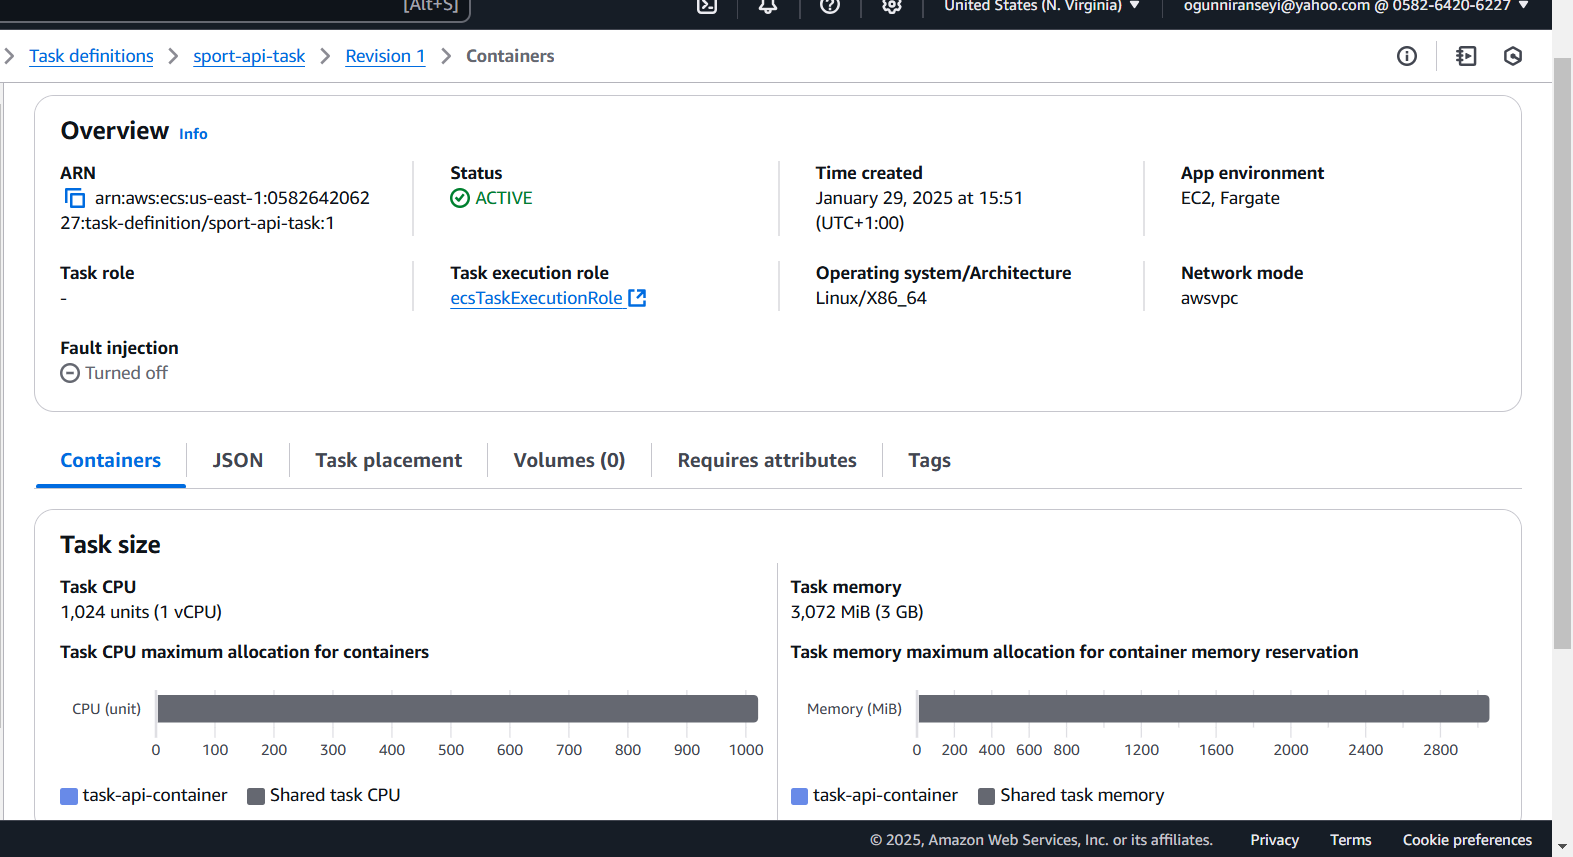 [Alt+S]
United States (N. Virginia) ▼
ogunniranseyi@yahoo.com @ 0582-6420-6227 ▼
Task definitions
sport-api-task
Revision 1
Containers
Overview Info
ARN
arn:aws:ecs:us-east-1:0582642062
27:task-definition/sport-api-task:1
Status
ACTIVE
Time created
January 29, 2025 at 15:51
(UTC+1:00)
App environment
EC2, Fargate
Task role
-
Task execution role
ecsTaskExecutionRole
Operating system/Architecture
Linux/X86_64
Network mode
awsvpc
Fault injection
Turned off
Containers
JSON
Task placement
Volumes (0)
Requires attributes
Tags
Task size
Task CPU
1,024 units (1 vCPU)
Task CPU maximum allocation for containers
CPU (unit)
0 100 200 300 400 500 600 700 800 900 1000
task-api-container
Shared task CPU
Task memory
3,072 MiB (3 GB)
Task memory maximum allocation for container memory reservation
Memory (MiB)
0 200 400 600 800 1200 1600 2000 2400 2800
task-api-container
Shared task memory
© 2025, Amazon Web Services, Inc. or its affiliates.
Privacy
Terms
Cookie preferences